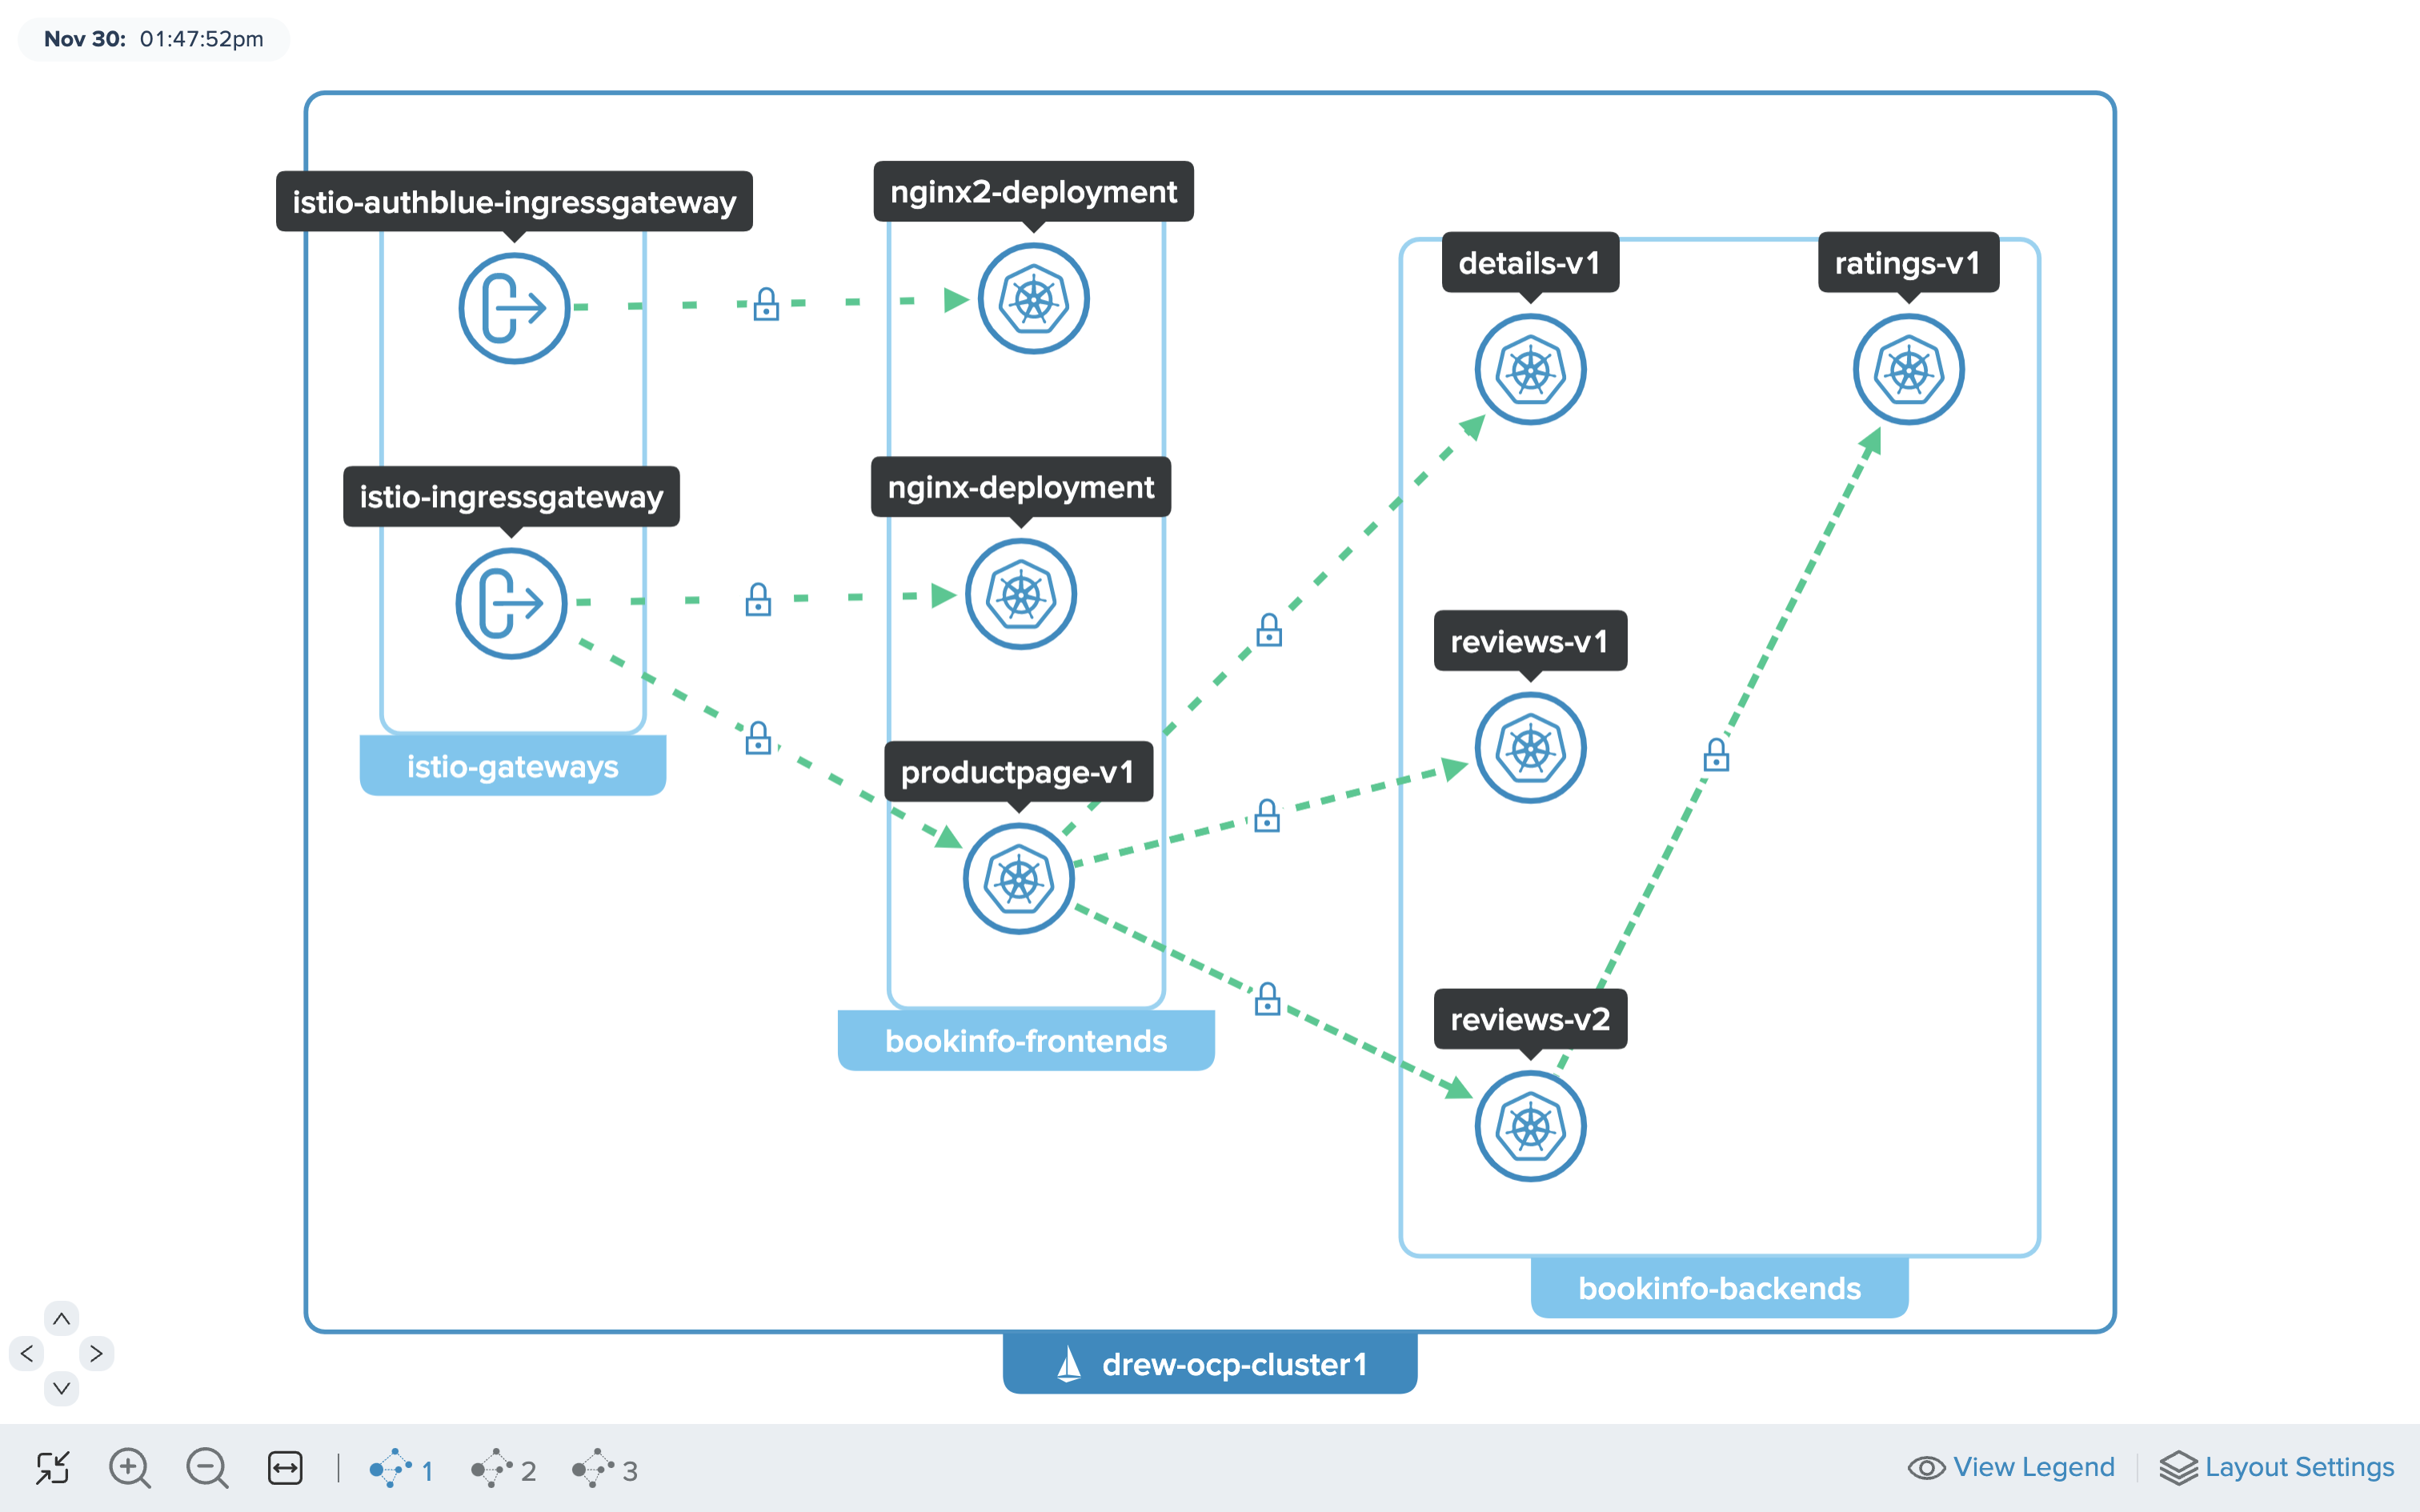 Nov 30: 01:47:52pm
istio-authblue-ingressgateway
nginx2-deployment
details-v1
ratings-v1
istio-ingressgateway
nginx-deployment
reviews-v1
istio-gateways
productpage-v1
reviews-v2
bookinfo-frontends
bookinfo-backends
drew-ocp-cluster1
1
2
3
View Legend
Layout Settings